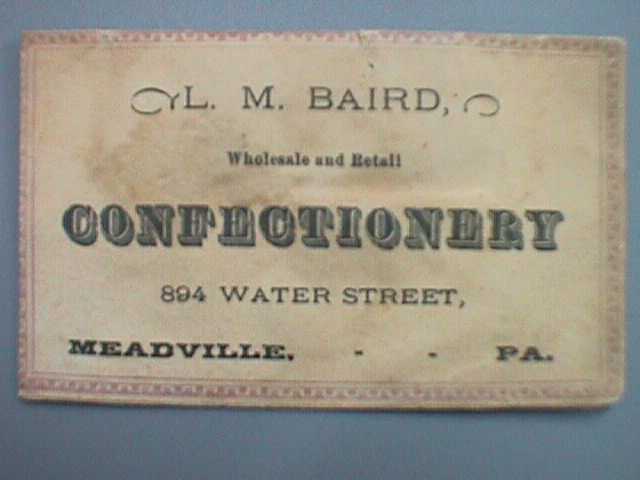 L. M. BAIRD,
Wholesale and Retail
CONFECTIONERY
894 WATER STREET,
MEADVILLE, - - PA.